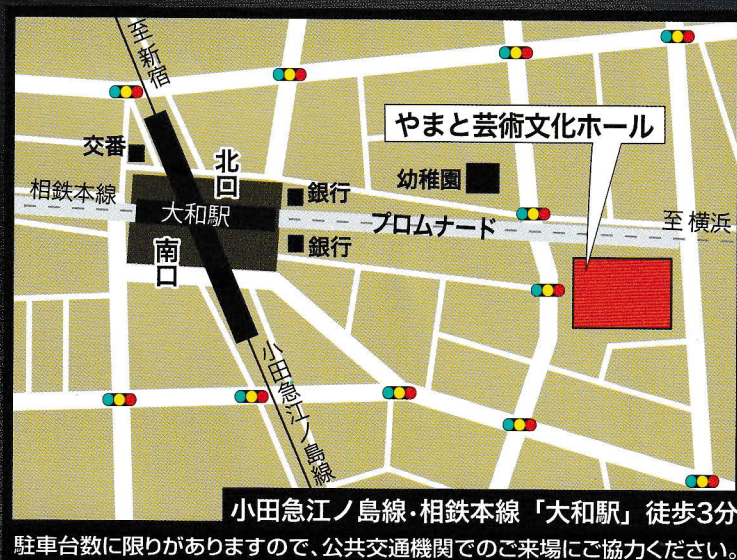 至新宿
やまと芸術文化ホール
交番
北口
幼稚園
相鉄本線
銀行
大和駅
プロムナード
至 横浜
南口
銀行
小田急江ノ島線
小田急江ノ島線・相鉄本線「大和駅」徒歩3分
駐車台数に限りがありますので、公共交通機関でのご来場にご協力ください。